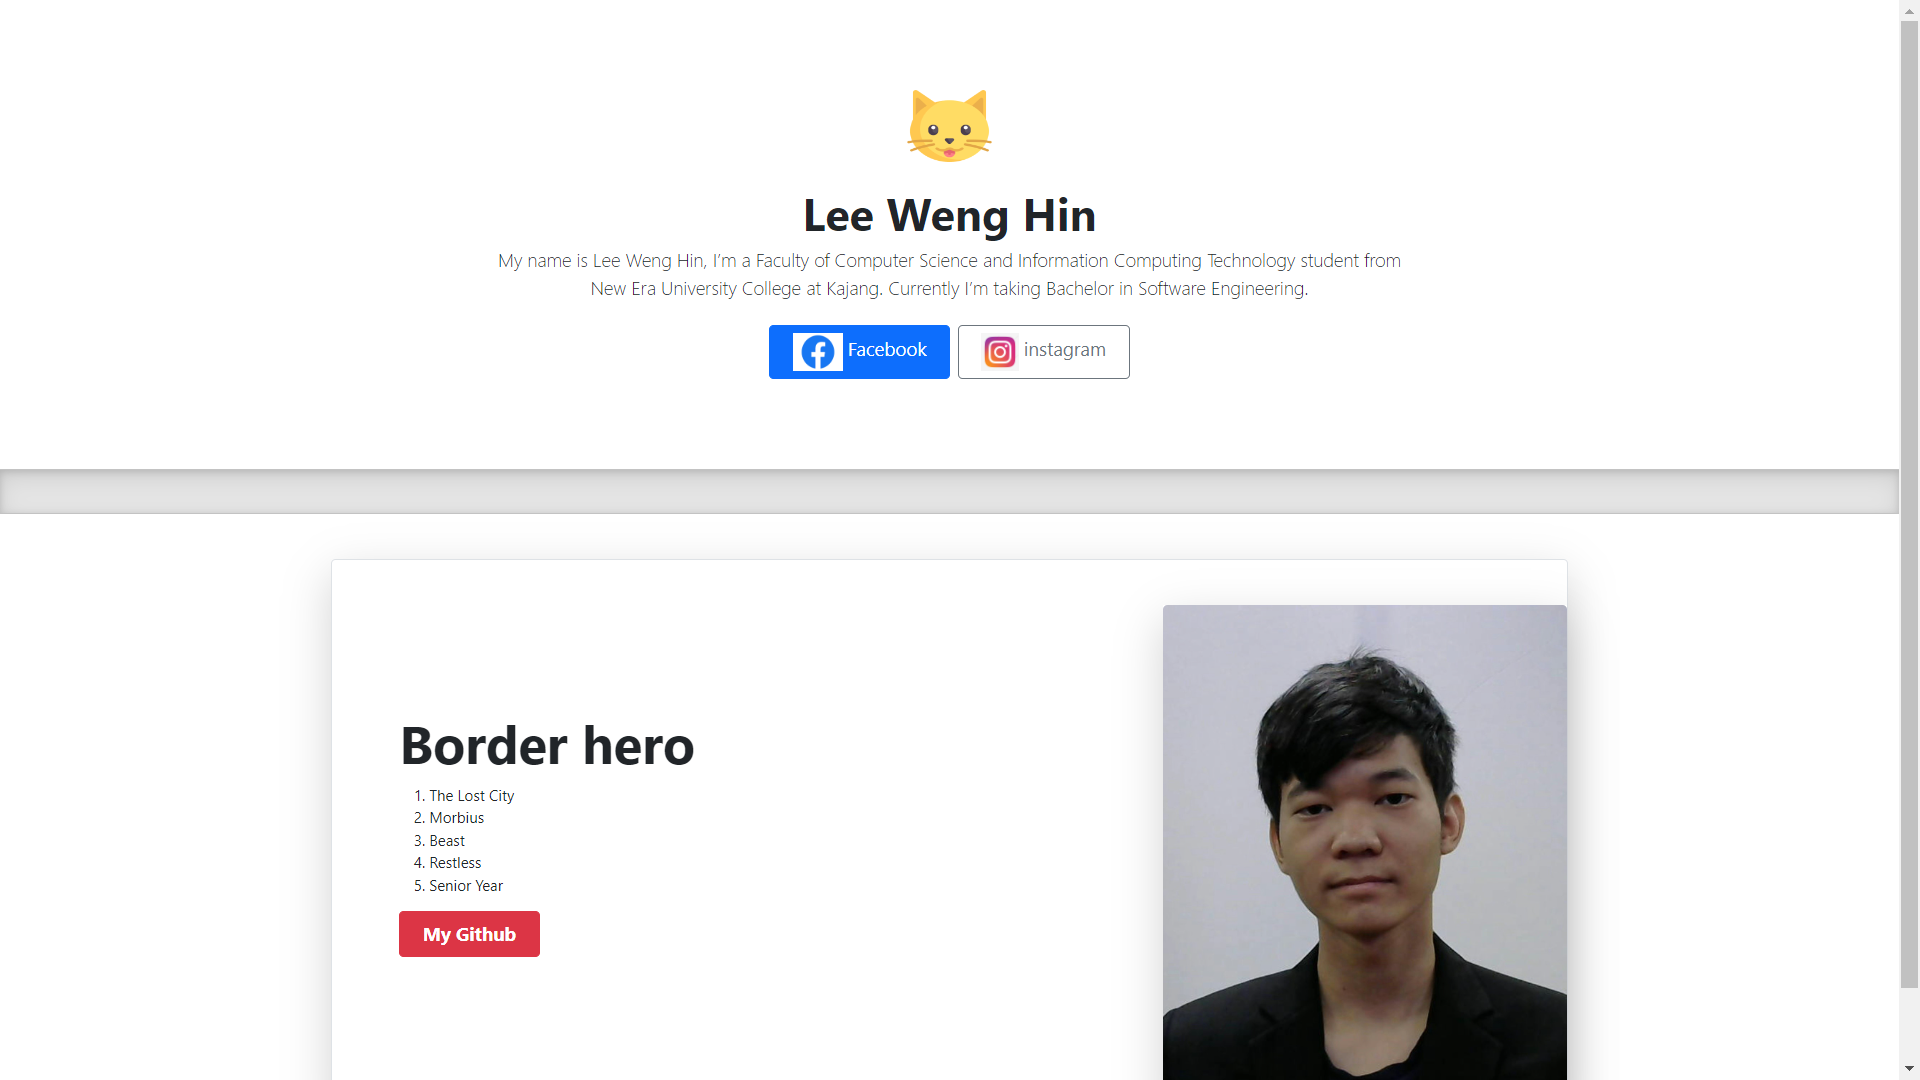 Lee Weng Hin
My name is Lee Weng Hin, I’m a Faculty of Computer Science and Information Computing Technology student from
New Era University College at Kajang. Currently I’m taking Bachelor in Software Engineering.
Facebook
instagram
Border hero
1. The Lost City
2. Morbius
3. Beast
4. Restless
5. Senior Year
My Github